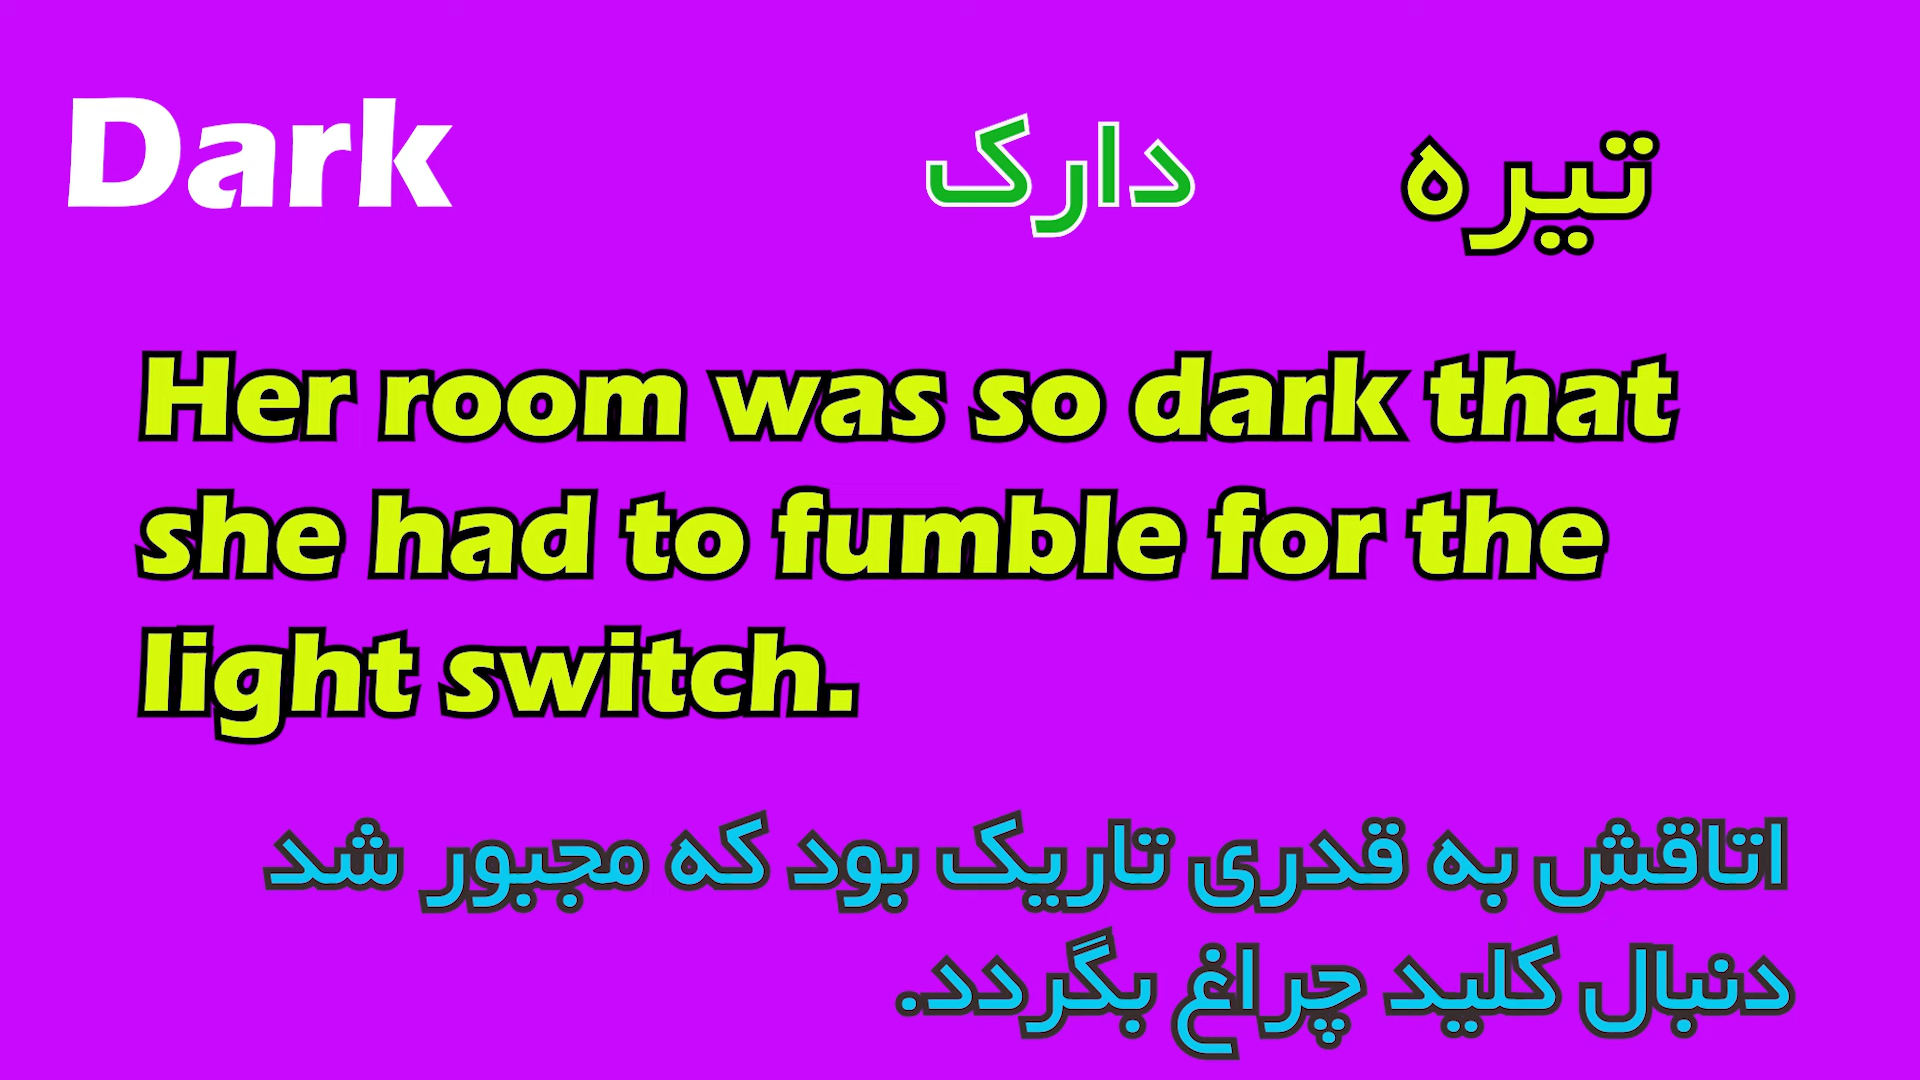 Dark
دارک
تیره
Her room was so dark that
she had to fumble for the
light switch.
اتاقش به قدری تاریک بود که مجبور شد
دنبال کلید چراغ بگردد.